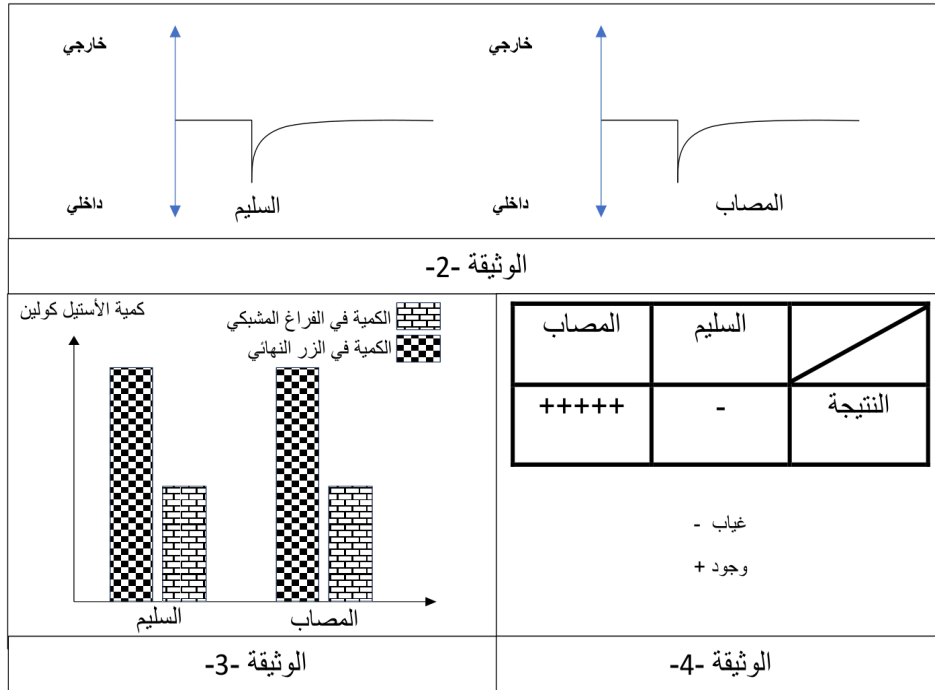 خارجي
خارجي
السليم
المصاب
داخلي
داخلي
الوثيقة -2-
كمية الأستيل كولين
الكمية في الفراغ المشبكي
الكمية في الزر النهائي
السليم
المصاب
الوثيقة -3-
السليم
المصاب
النتيجة
-
+++++
غياب -
وجود +
الوثيقة -4-